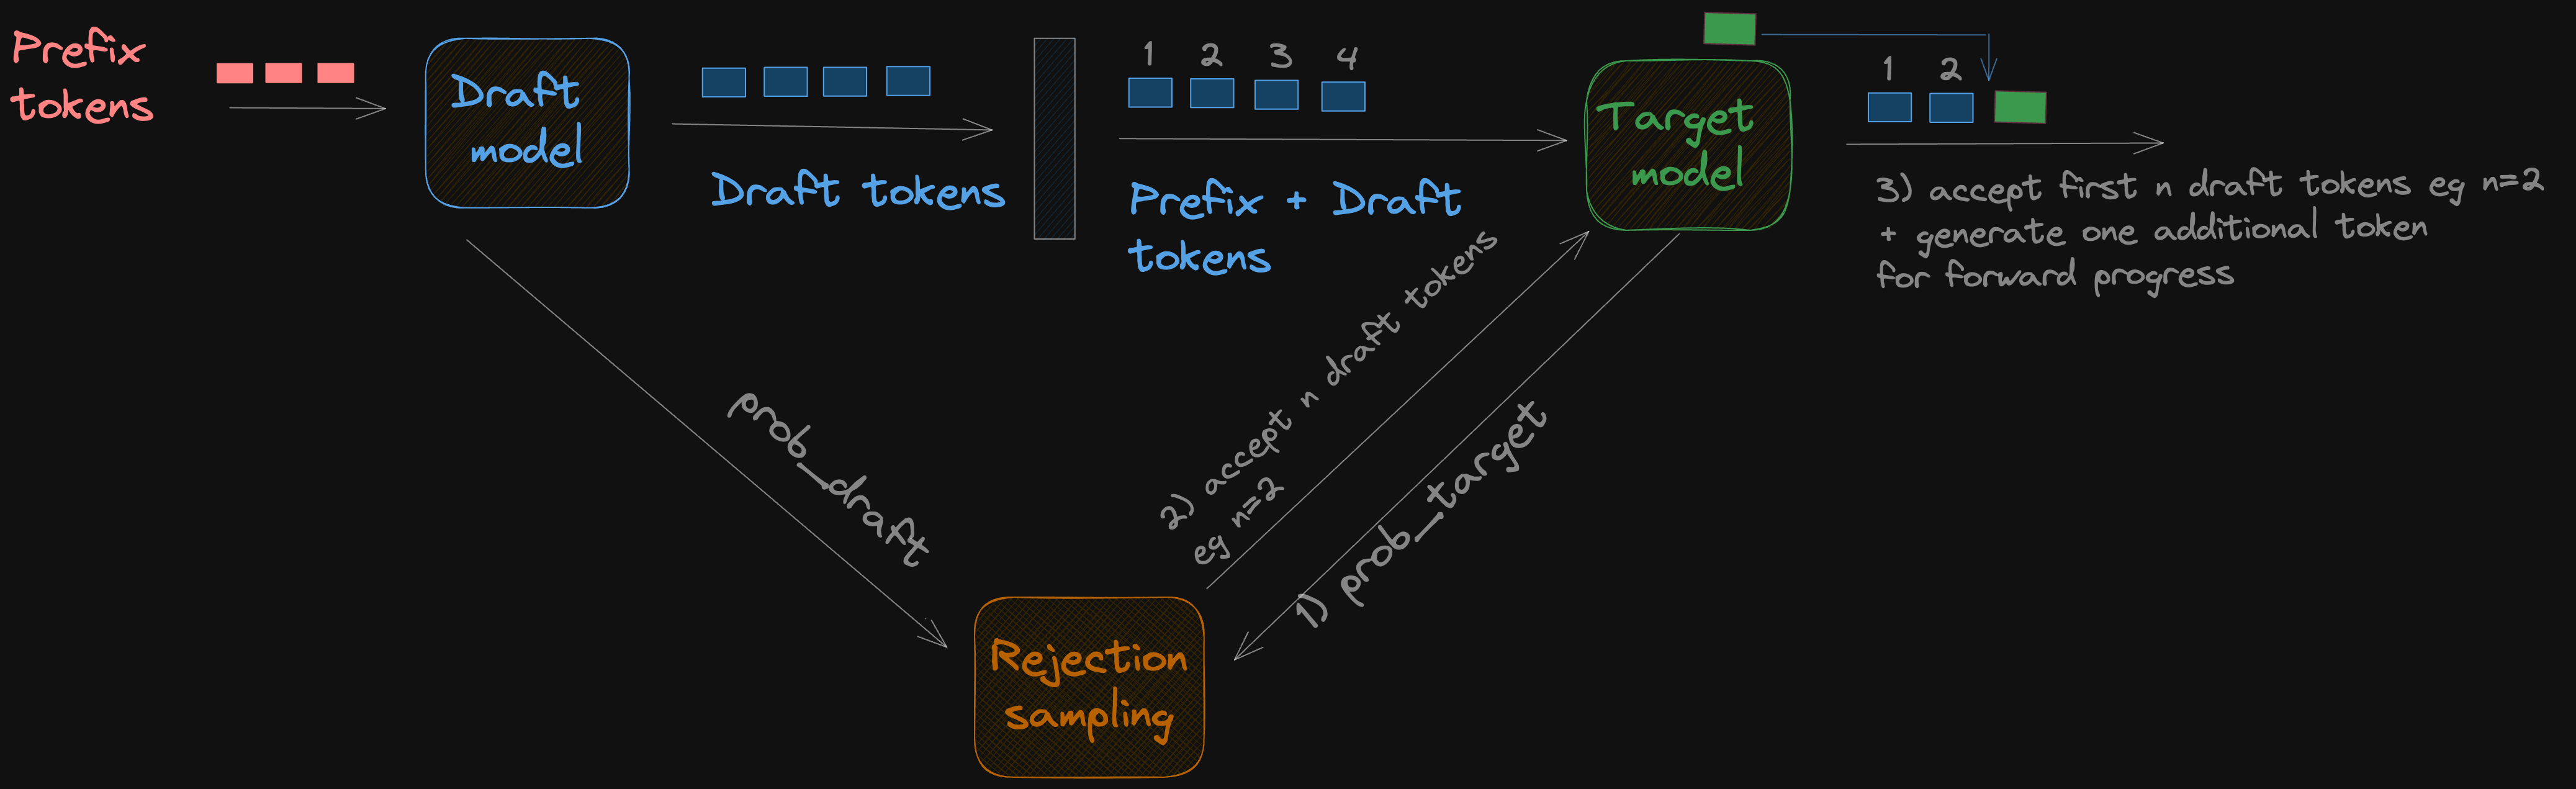 Prefix
tokens
Draft
model
Draft tokens
1 2 3 4
Prefix + Draft
tokens
Target
model
1 2
3) accept first n draft tokens eg n=2
+ generate one additional token
for forward progress
prob_draft
2) accept n draft tokens
eg n=2
1) prob_target
Rejection
sampling